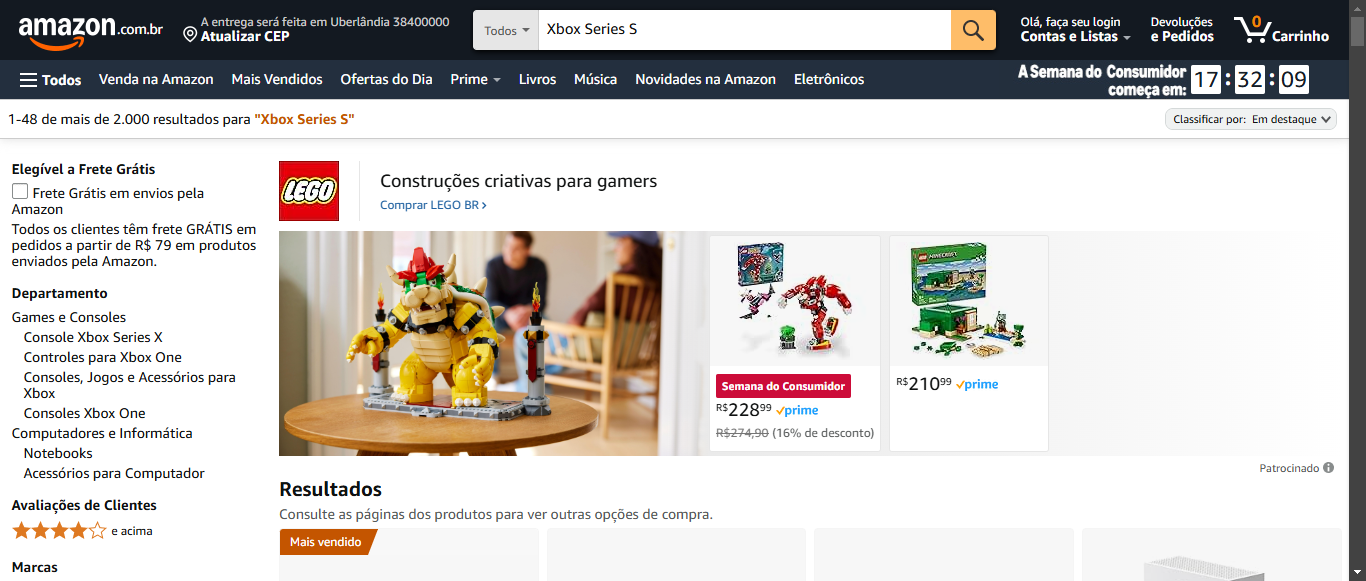 amazon.com.br
A entrega será feita em Uberlândia 38400000
Atualizar CEP
Todos
Xbox Series S
Olá, faça seu login
Contas e Listas
Devoluções
e Pedidos
0
Carrinho
Todos
Venda na Amazon
Mais Vendidos
Ofertas do Dia
Prime
Livros
Música
Novidades na Amazon
Eletrônicos
A Semana do Consumidor
começa em:
17 : 32 : 09
1-48 de mais de 2.000 resultados para "Xbox Series S"
Classificar por: Em destaque
Elegível a Frete Grátis
Frete Grátis em envios pela
Amazon
Todos os clientes têm frete GRÁTIS em
pedidos a partir de R$ 79 em produtos
enviados pela Amazon.
Departamento
Games e Consoles
Console Xbox Series X
Controles para Xbox One
Consoles, Jogos e Acessórios para
Xbox
Consoles Xbox One
Computadores e Informática
Notebooks
Acessórios para Computador
Avaliações de Clientes
e acima
Marcas
LEGO
Construções criativas para gamers
Comprar LEGO BR ›
Semana do Consumidor
R$22899 prime
R$274,90 (16% de desconto)
MINECRAFT
R$21099 prime
Patrocinado
Resultados
Consulte as páginas dos produtos para ver outras opções de compra.
Mais vendido